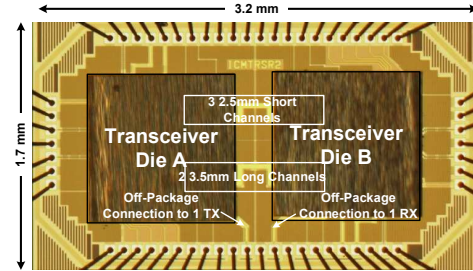 3.2 mm
1.7 mm
ICMTRSR2
3 2.5mm Short
Channels
Transceiver
Die A
Transceiver
Die B
2 3.5mm Long Channels
Off-Package
Connection to 1 TX
Off-Package
Connection to 1 RX